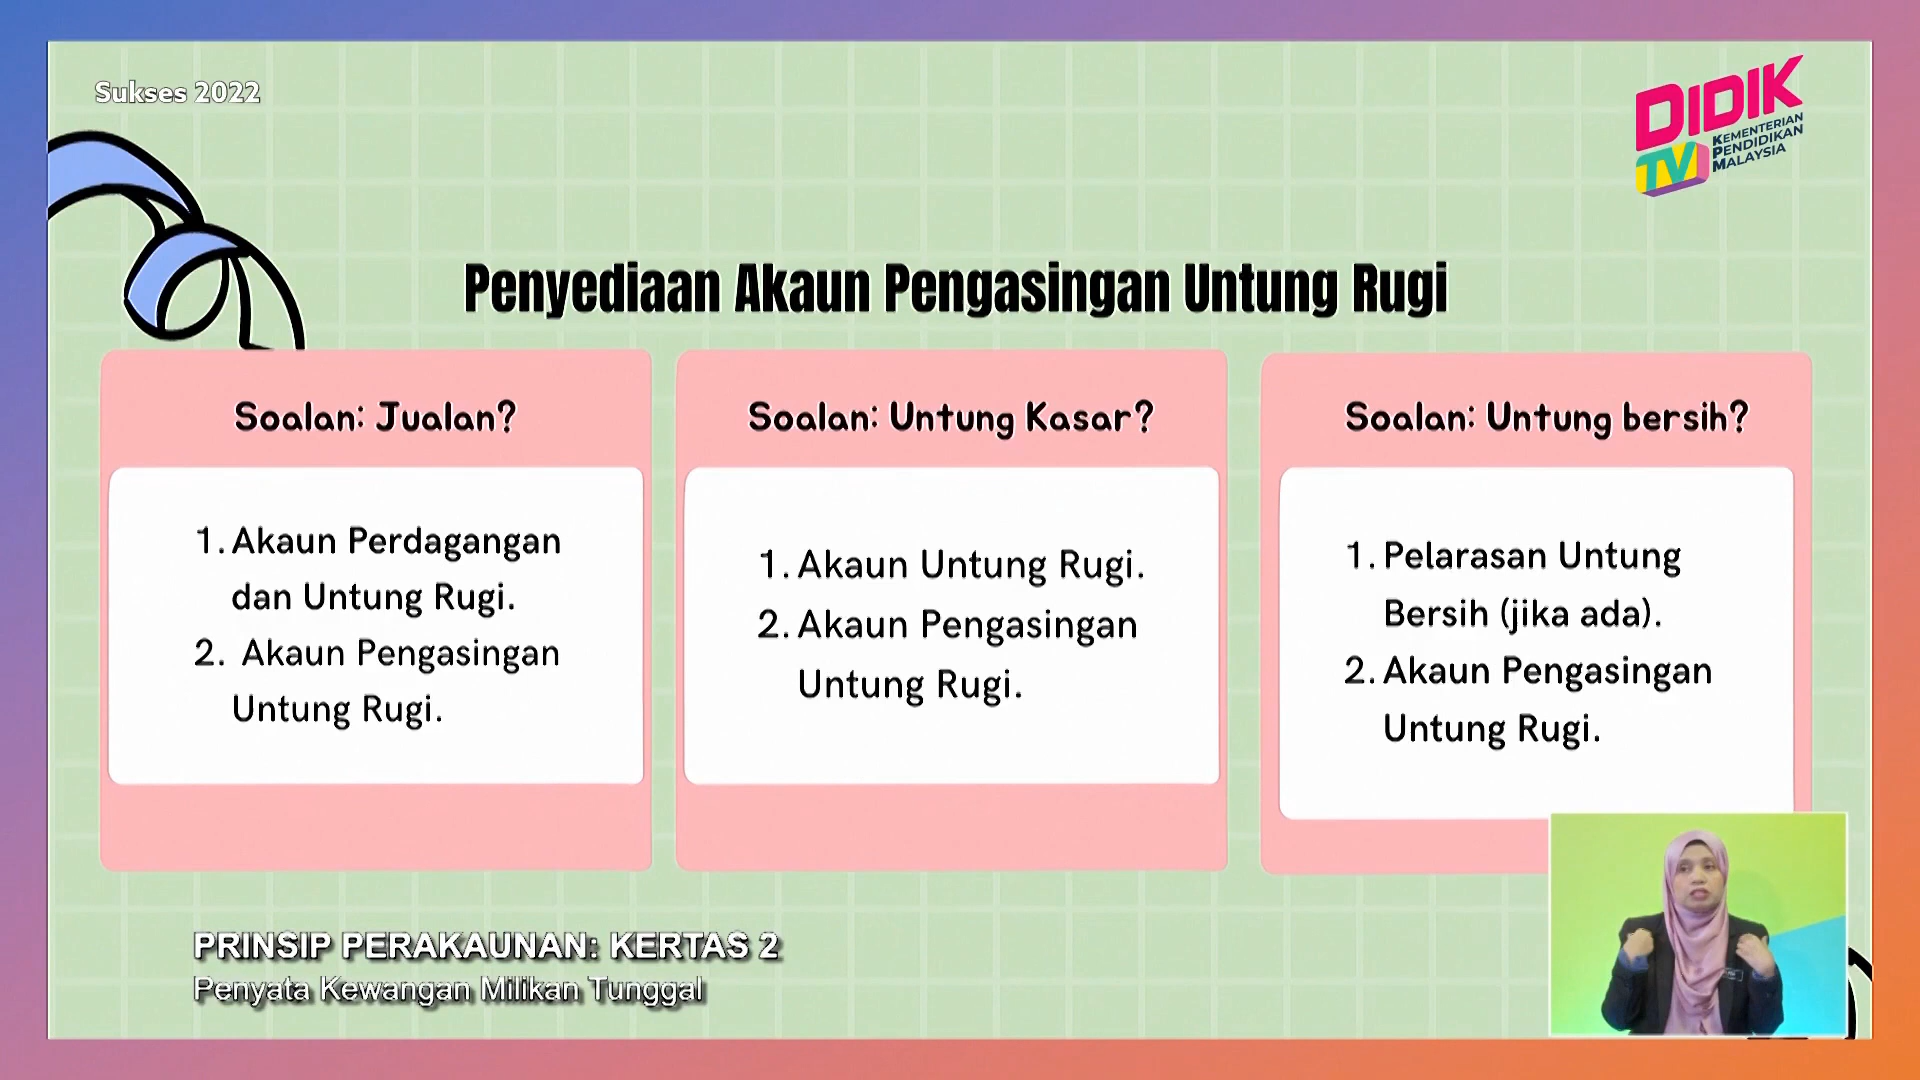 Sukses 2022
DIDIK
TV
KEMENTERIAN
PENDIDIKAN
MALAYSIA
Penyediaan Akaun Pengasingan Untung Rugi
Soalan: Jualan?
1. Akaun Perdagangan
dan Untung Rugi.
2. Akaun Pengasingan
Untung Rugi.
Soalan: Untung Kasar?
1. Akaun Untung Rugi.
2. Akaun Pengasingan
Untung Rugi.
Soalan: Untung bersih?
1. Pelarasan Untung
Bersih (jika ada).
2. Akaun Pengasingan
Untung Rugi.
PRINSIP PERAKAUNAN: KERTAS 2
Penyata Kewangan Milikan Tunggal